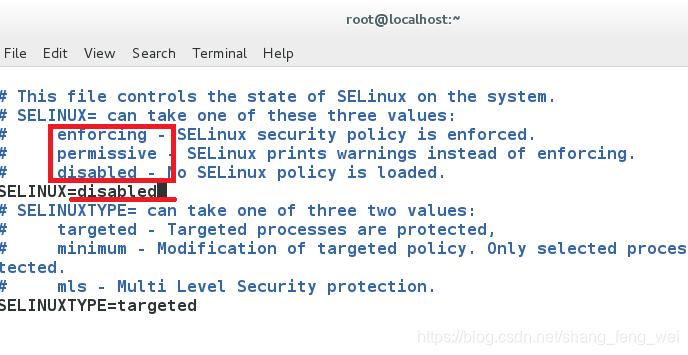 root@localhost:~
File Edit View Search Terminal Help
# This file controls the state of SELinux on the system.
# SELINUX= can take one of these three values:
#     enforcing - SELinux security policy is enforced.
#     permissive - SELinux prints warnings instead of enforcing.
#     disabled - No SELinux policy is loaded.
SELINUX=disabled
# SELINUXTYPE= can take one of three two values:
#     targeted - Targeted processes are protected,
#     minimum - Modification of targeted policy. Only selected proces
tected.
#     mls - Multi Level Security protection.
SELINUXTYPE=targeted
https://blog.csdn.net/shang_feng_wei